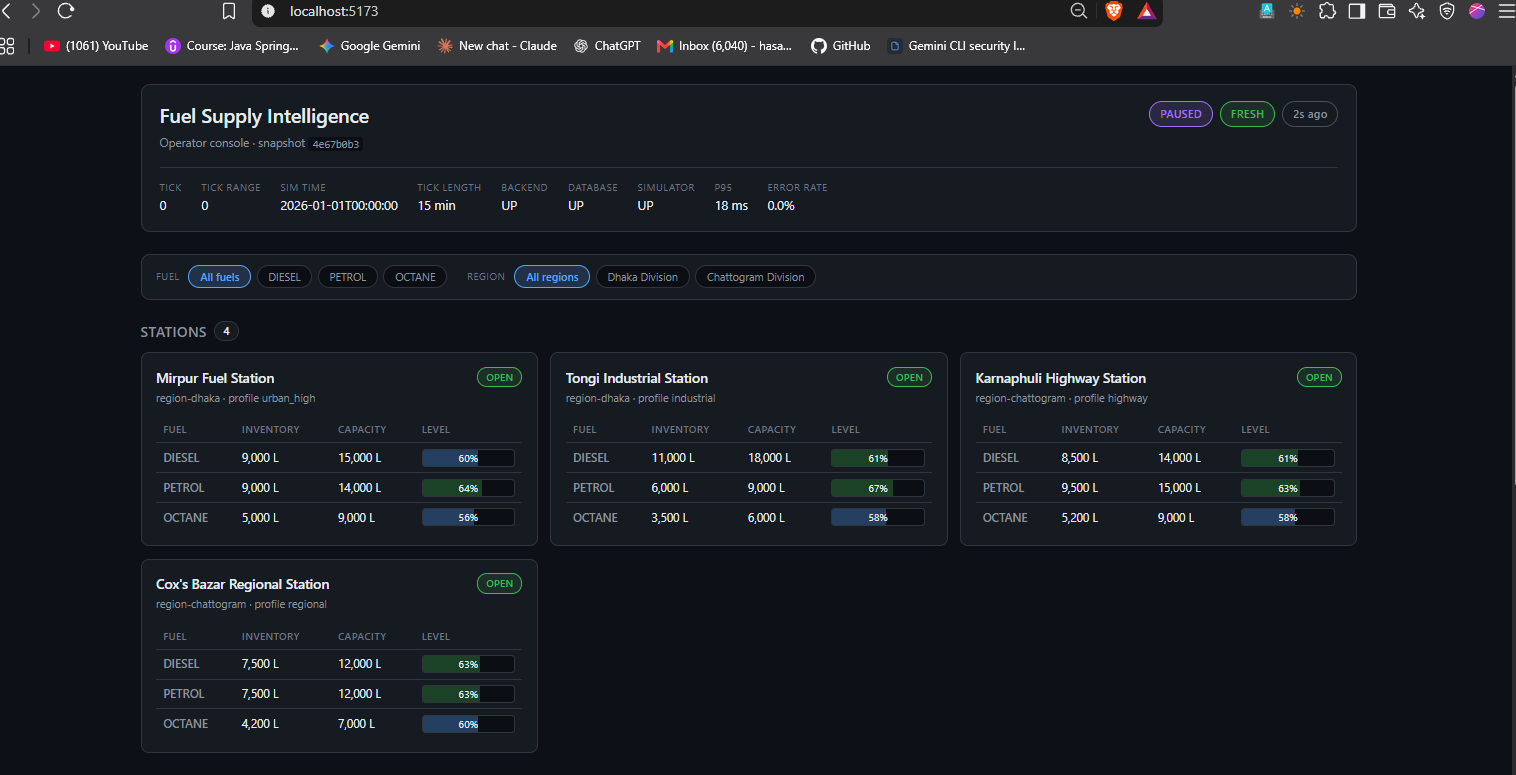 localhost:5173
(1061) YouTube
Course: Java Spring...
Google Gemini
New chat - Claude
ChatGPT
Inbox (6,040) - hasa...
GitHub
Gemini CLI security I...
Fuel Supply Intelligence
PAUSED FRESH 2s ago
Operator console · snapshot 4e67b0b3
TICK TICK RANGE SIM TIME TICK LENGTH BACKEND DATABASE SIMULATOR P95 ERROR RATE
0 0 2026-01-01T00:00:00 15 min UP UP UP 18 ms 0.0%
FUEL All fuels DIESEL PETROL OCTANE REGION All regions Dhaka Division Chattogram Division
STATIONS 4
Mirpur Fuel Station OPEN
region-dhaka · profile urban_high
FUEL INVENTORY CAPACITY LEVEL
DIESEL 9,000 L 15,000 L 60%
PETROL 9,000 L 14,000 L 64%
OCTANE 5,000 L 9,000 L 56%
Tongi Industrial Station OPEN
region-dhaka · profile industrial
FUEL INVENTORY CAPACITY LEVEL
DIESEL 11,000 L 18,000 L 61%
PETROL 6,000 L 9,000 L 67%
OCTANE 3,500 L 6,000 L 58%
Karnaphuli Highway Station OPEN
region-chattogram · profile highway
FUEL INVENTORY CAPACITY LEVEL
DIESEL 8,500 L 14,000 L 61%
PETROL 9,500 L 15,000 L 63%
OCTANE 5,200 L 9,000 L 58%
Cox's Bazar Regional Station OPEN
region-chattogram · profile regional
FUEL INVENTORY CAPACITY LEVEL
DIESEL 7,500 L 12,000 L 63%
PETROL 7,500 L 12,000 L 63%
OCTANE 4,200 L 7,000 L 60%